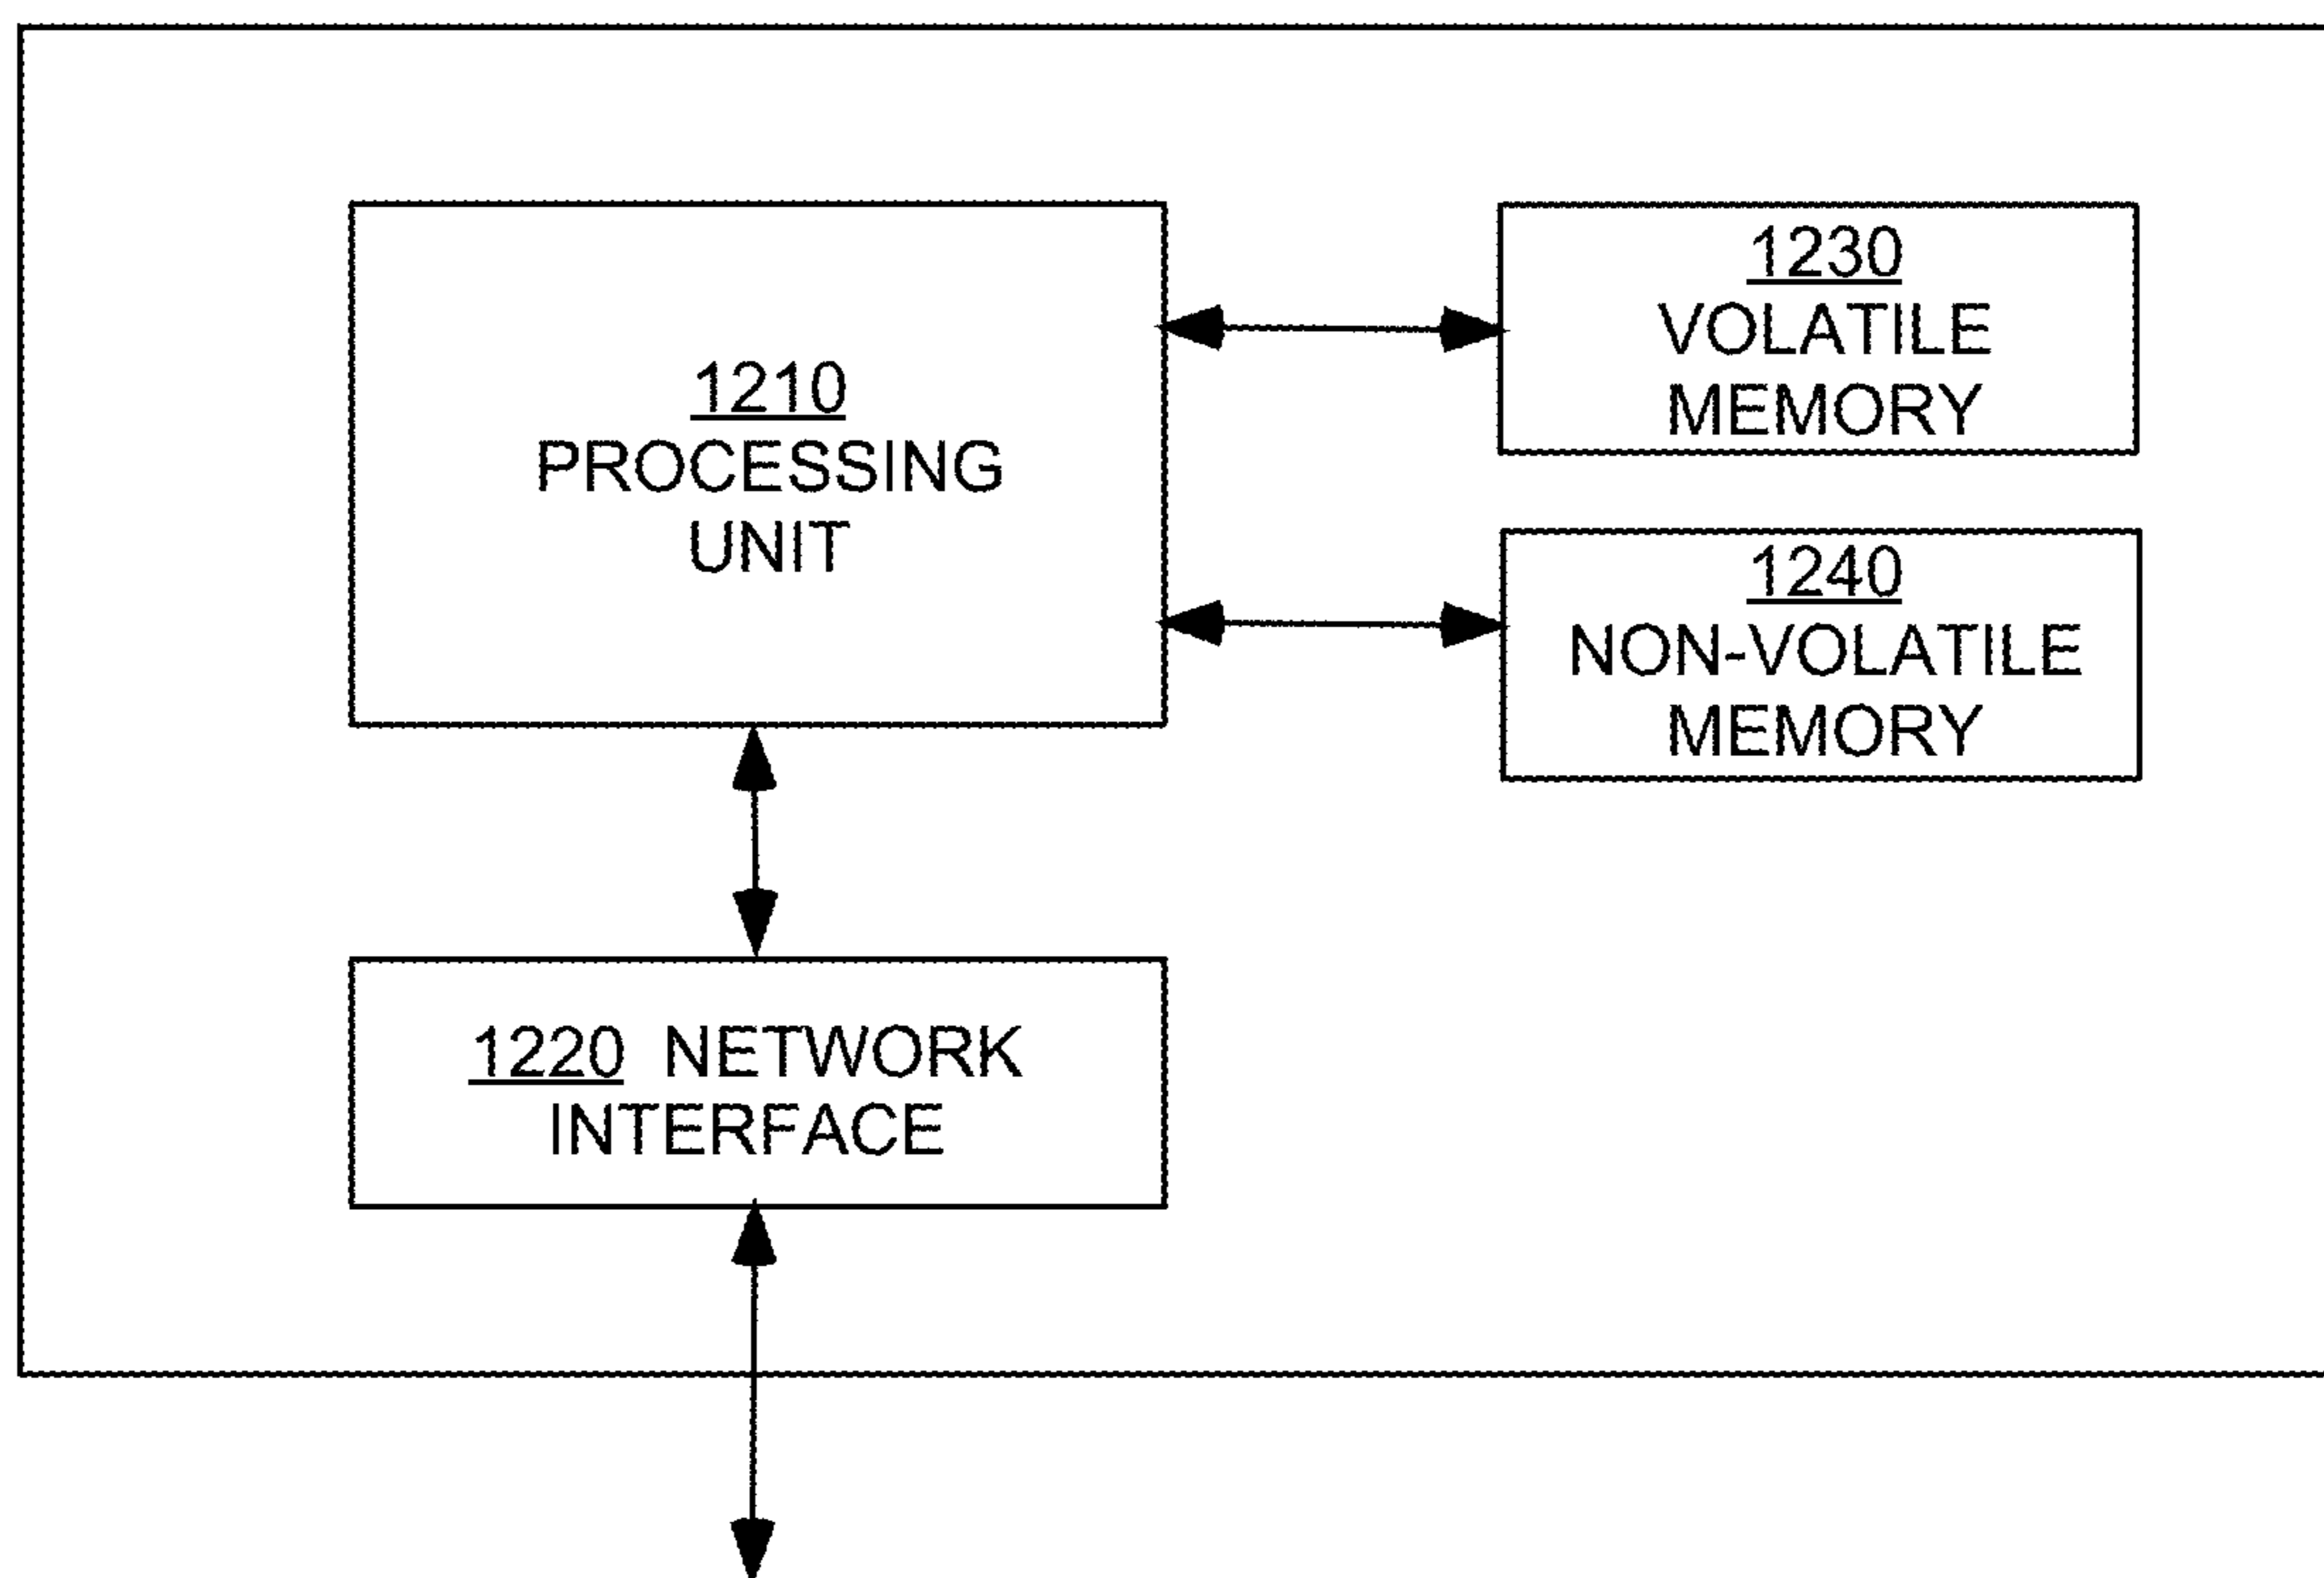 1210
PROCESSING
UNIT
1230
VOLATILE
MEMORY
1240
NON-VOLATILE
MEMORY
1220 NETWORK
INTERFACE